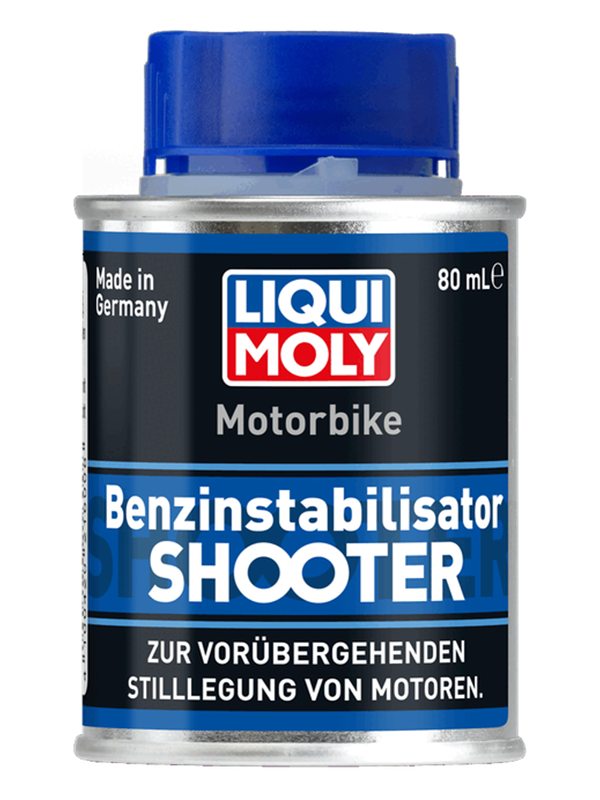 Made in
Germany
80 mL℮
LIQUI
MOLY
Motorbike
Benzinstabilisator
SHOOTER
ZUR VORÜBERGEHENDEN
STILLLEGUNG VON MOTOREN.